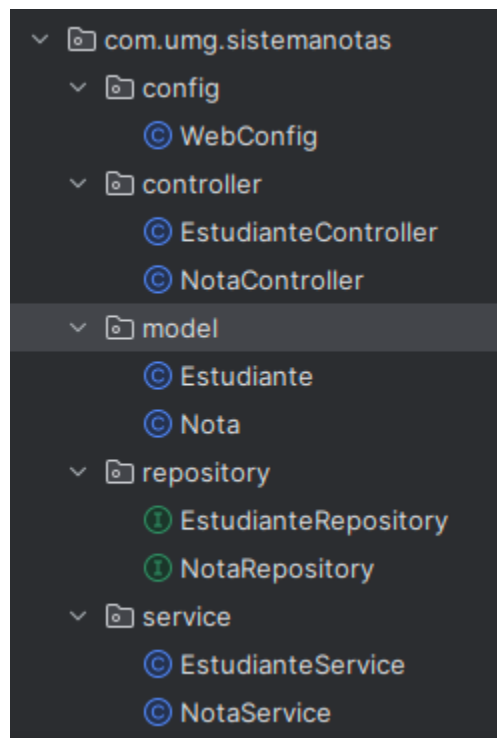 com.umg.sistemanotas
config
C WebConfig
controller
C EstudianteController
C NotaController
model
C Estudiante
C Nota
repository
I EstudianteRepository
I NotaRepository
service
C EstudianteService
C NotaService